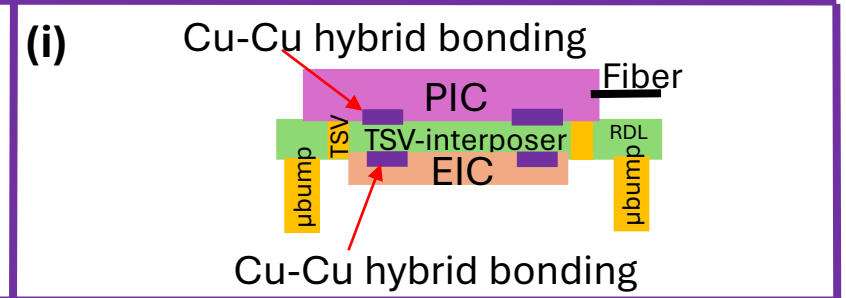 (i)
Cu-Cu hybrid bonding
PIC
Fiber
TSV
TSV-interposer
RDL
EIC
μbump
μbump
Cu-Cu hybrid bonding